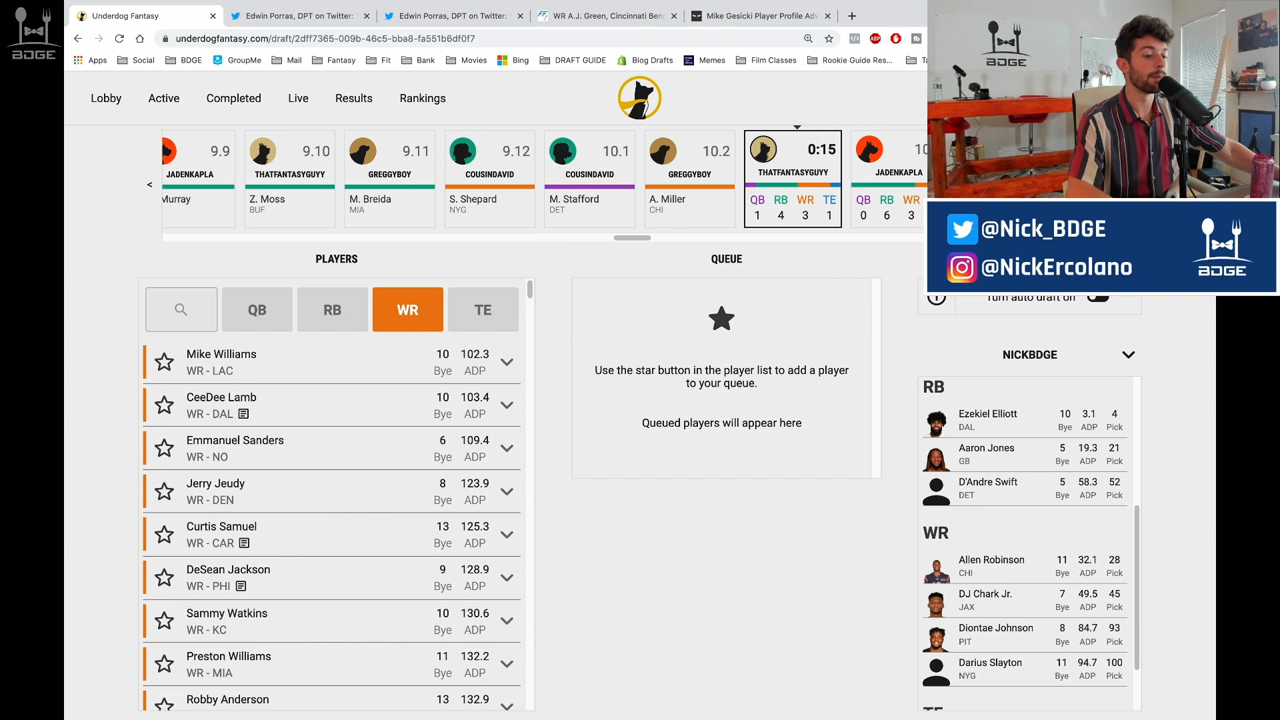 BDGE
Underdog Fantasy
Edwin Porras, DPT on Twitter:
Edwin Porras, DPT on Twitter:
WR A.J. Green, Cincinnati Ben
Mike Gesicki Player Profile Adv
underdogfantasy.com/draft/2dff7365-009b-46c5-bba8-fa551b6df0f7
Apps
Social
BDGE
GroupMe
Mail
Fantasy
Fit
Bank
Movies
Bing
DRAFT GUIDE
Blog Drafts
Memes
Film Classes
Rookie Guide Res...
BDGE
Lobby
Active
Completed
Live
Results
Rankings
9.9
JADENKAPLA
Murray
9.10
THATFANTASYGUY
Z. Moss
BUF
9.11
GREGGYBOY
M. Breida
MIA
9.12
COUSINDAVID
S. Shepard
NYG
10.1
COUSINDAVID
M. Stafford
DET
10.2
GREGGYBOY
A. Miller
CHI
0:15
THATFANTASYGUY
QB RB WR TE
1 4 3 1
JADENKAPLA
QB RB WR
0 6 3
@Nick_BDGE
@NickErcolano
BDGE
PLAYERS
QB
RB
WR
TE
Mike Williams 10 102.3
WR - LAC Bye ADP
CeeDee Lamb 10 103.4
WR - DAL Bye ADP
Emmanuel Sanders 6 109.4
WR - NO Bye ADP
Jerry Jeudy 8 123.9
WR - DEN Bye ADP
Curtis Samuel 13 125.3
WR - CAR Bye ADP
DeSean Jackson 9 128.9
WR - PHI Bye ADP
Sammy Watkins 10 130.6
WR - KC Bye ADP
Preston Williams 11 132.2
WR - MIA Bye ADP
Robby Anderson 13 132.9
QUEUE
Use the star button in the player list to add a player
to your queue.
Queued players will appear here
Turn auto draft on
NICKBDGE
RB
Ezekiel Elliott 10 3.1 4
DAL Bye ADP Pick
Aaron Jones 5 19.3 21
GB Bye ADP Pick
D'Andre Swift 5 58.3 52
DET Bye ADP Pick
WR
Allen Robinson 11 32.1 28
CHI Bye ADP Pick
DJ Chark Jr. 7 49.5 45
JAX Bye ADP Pick
Diontae Johnson 8 84.7 93
PIT Bye ADP Pick
Darius Slayton 11 94.7 100
NYG Bye ADP Pick